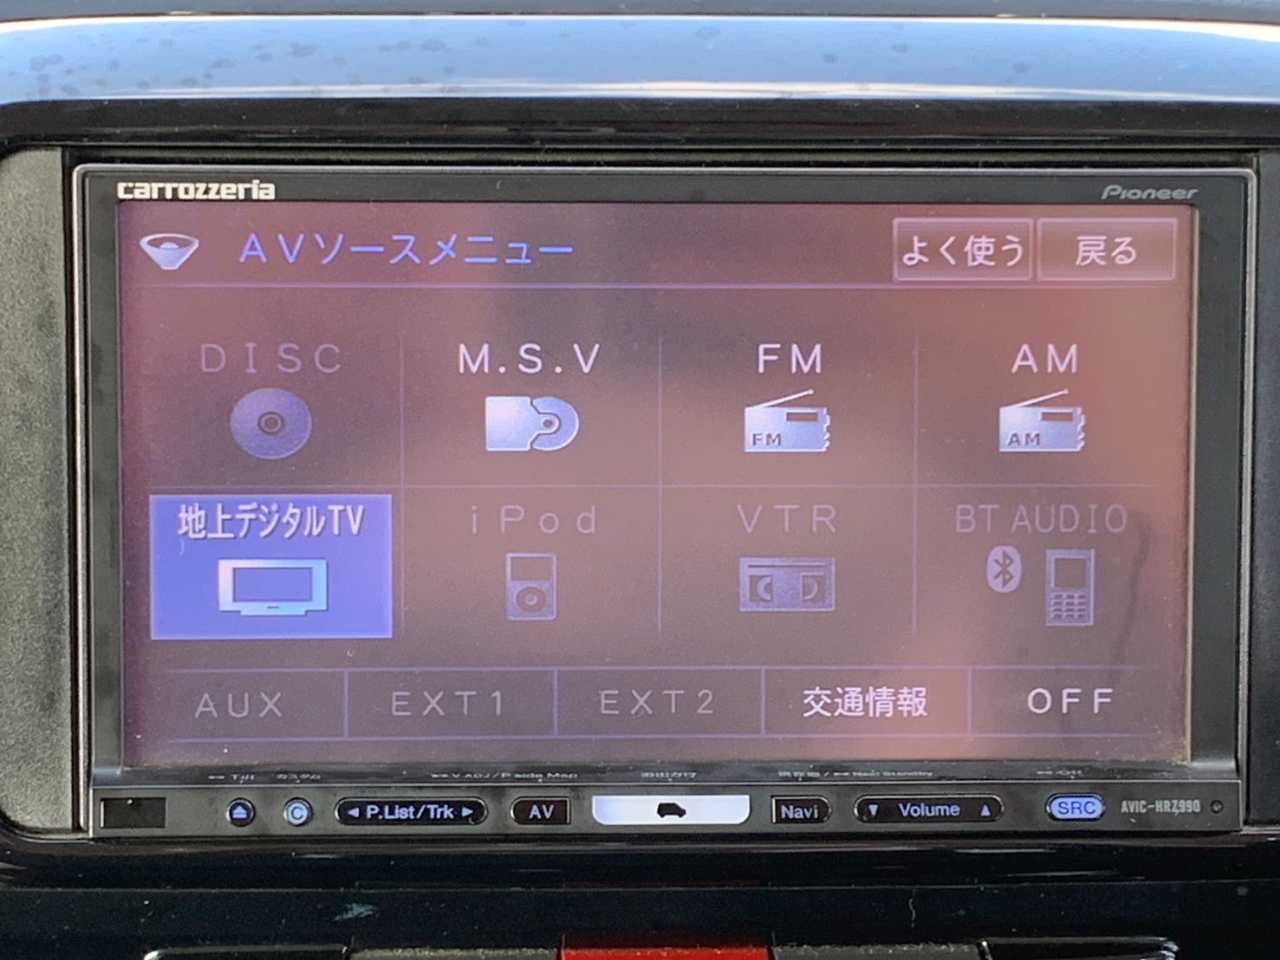 carrozzeria
Pioneer
AVソースメニュー
よく使う
戻る
DISC
M.S.V
FM
AM
FM
AM
地上デジタルTV
iPod
VTR
BT AUDIO
AUX
EXT1
EXT2
交通情報
OFF
C
◄ P.List/Trk ►
AV
Navi
▼ Volume ▲
SRC
AVIC-HRZ990